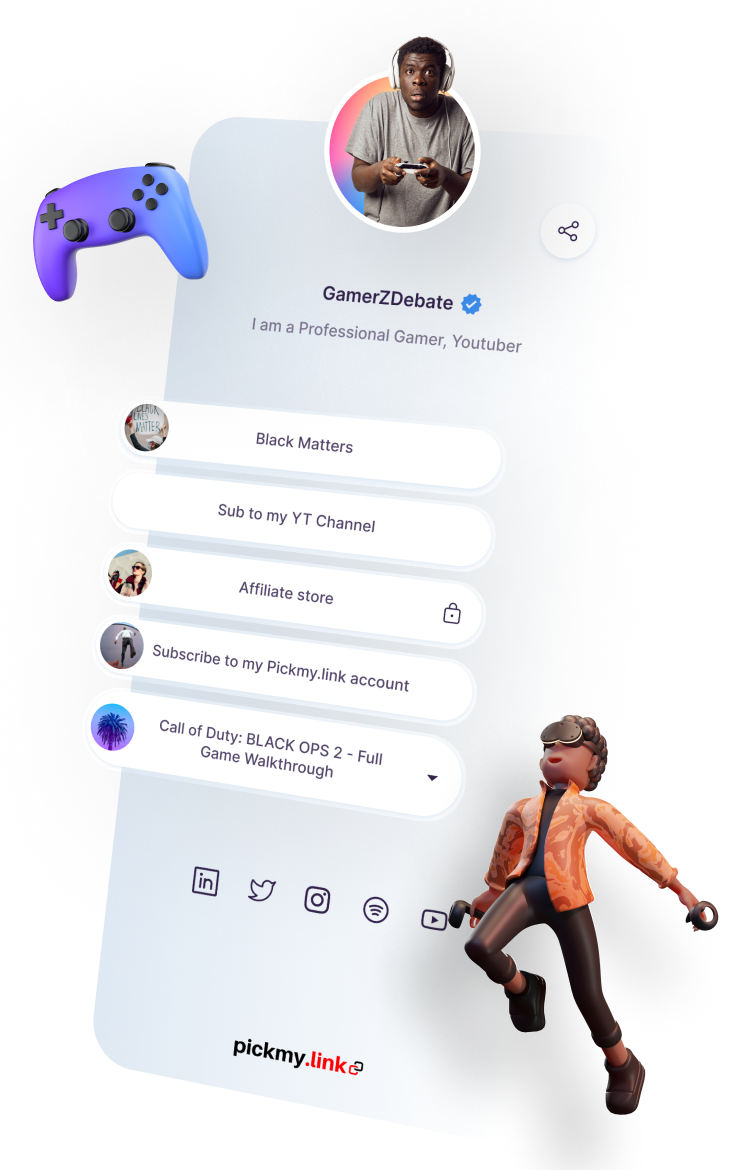 GamerZDebate
I am a Professional Gamer, Youtuber
BLACK
LIVES
MATTER
Black Matters
Sub to my YT Channel
Affiliate store
Subscribe to my Pickmy.link account
Call of Duty: BLACK OPS 2 - Full
Game Walkthrough
in
pickmy.link